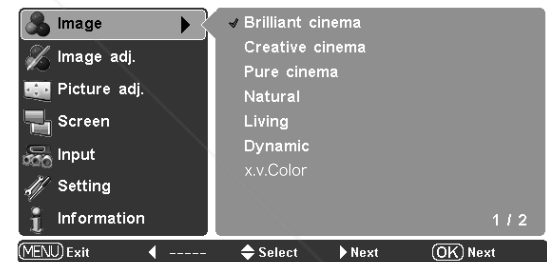 Image
Image adj.
Picture adj.
Screen
Input
Setting
Information
Brilliant cinema
Creative cinema
Pure cinema
Natural
Living
Dynamic
x.v.Color
1 / 2
MENU Exit ----- Select Next OK Next